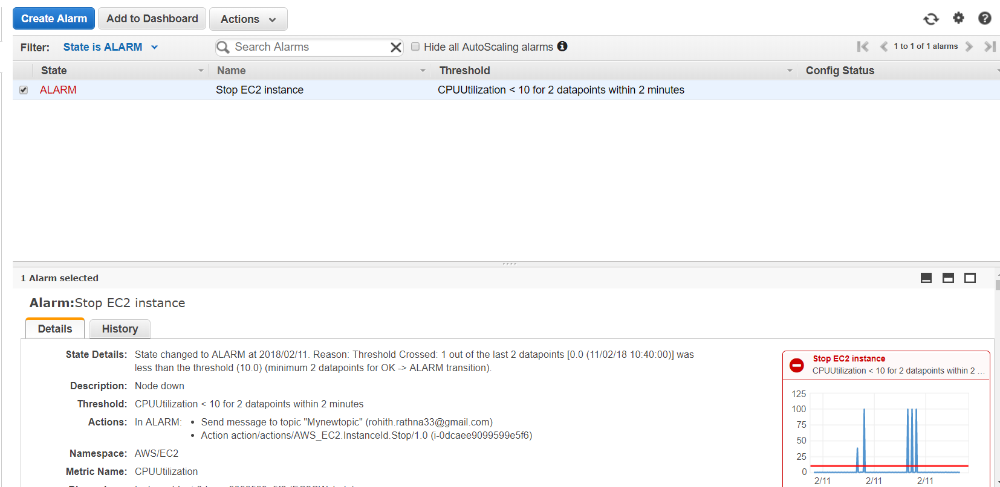 Create Alarm Add to Dashboard Actions
Filter: State is ALARM Search Alarms Hide all AutoScaling alarms 1 to 1 of 1 alarms
State Name Threshold Config Status
ALARM Stop EC2 instance CPUUtilization < 10 for 2 datapoints within 2 minutes
1 Alarm selected
Alarm:Stop EC2 instance
Details History
State Details: State changed to ALARM at 2018/02/11. Reason: Threshold Crossed: 1 out of the last 2 datapoints [0.0 (11/02/18 10:40:00)] was
less than the threshold (10.0) (minimum 2 datapoints for OK -> ALARM transition).
Description: Node down
Threshold: CPUUtilization < 10 for 2 datapoints within 2 minutes
Actions: In ALARM: • Send message to topic "Mynewtopic" (rohith.rathna33@gmail.com)
• Action action/actions/AWS_EC2.InstanceId.Stop/1.0 (i-0dcaee9099599e5f6)
Namespace: AWS/EC2
Metric Name: CPUUtilization
Stop EC2 instance
CPUUtilization < 10 for 2 datapoints within 2 ...
125
100
75
50
25
0
2/11 2/11 2/11